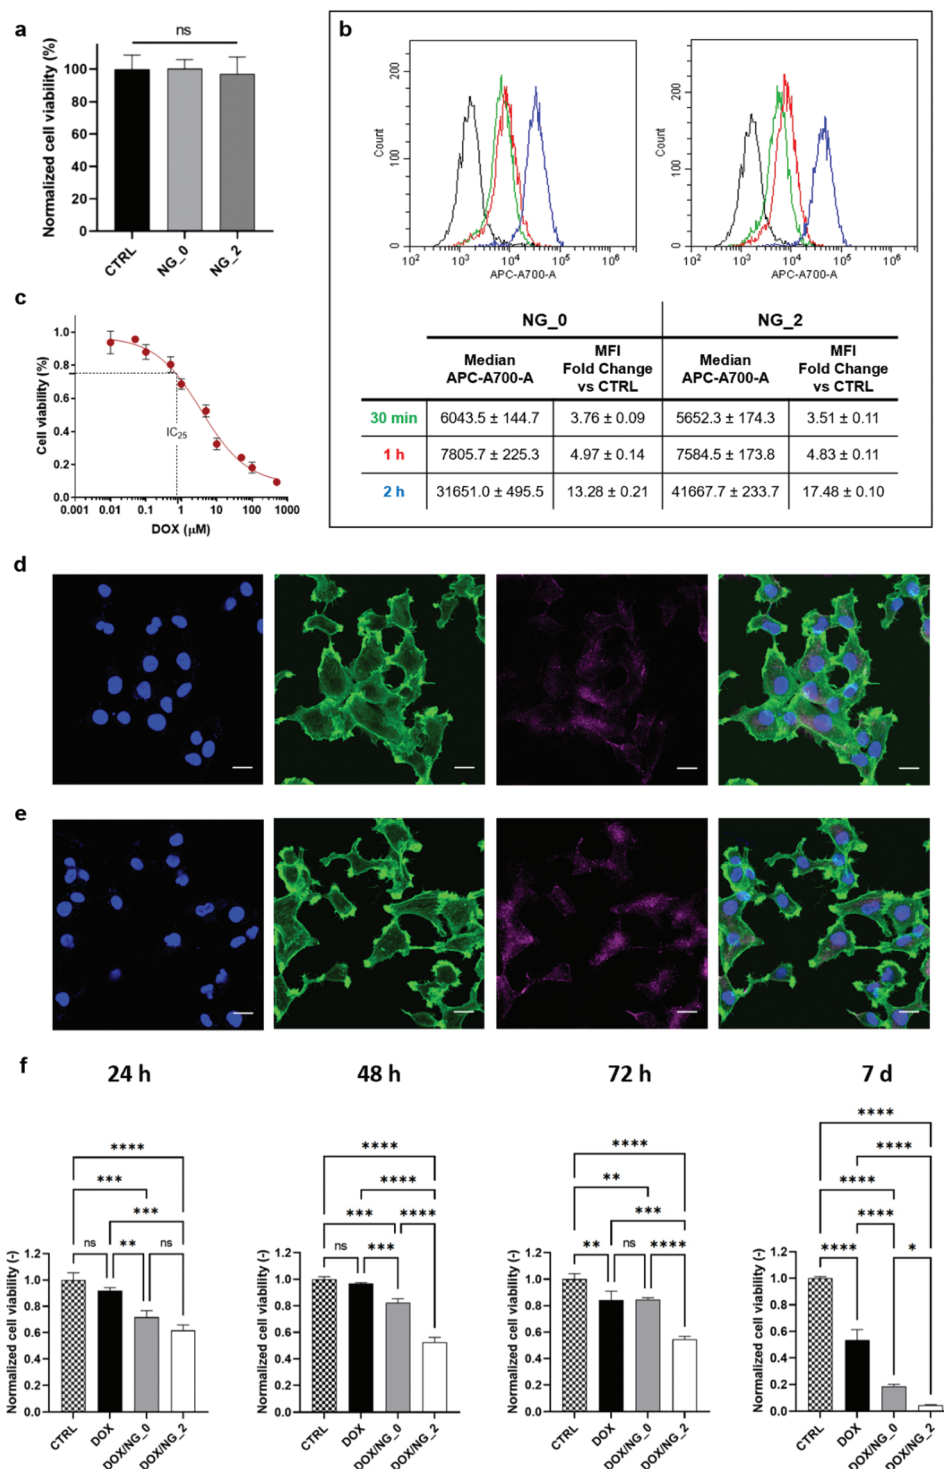 a
ns
Normalized cell viability (%)
100
80
60
40
20
0
CTRL
NG_0
NG_2
b
Count
200
100
0
10² 10³ 10⁴ 10⁵ 10⁶
APC-A700-A
Count
200
100
0
10² 10³ 10⁴ 10⁵ 10⁶
APC-A700-A
NG_0 NG_2
Median APC-A700-A MFI Fold Change vs CTRL Median APC-A700-A MFI Fold Change vs CTRL
30 min 6043.5 ± 144.7 3.76 ± 0.09 5652.3 ± 174.3 3.51 ± 0.11
1 h 7805.7 ± 225.3 4.97 ± 0.14 7584.5 ± 173.8 4.83 ± 0.11
2 h 31651.0 ± 495.5 13.28 ± 0.21 41667.7 ± 233.7 17.48 ± 0.10
c
Cell viability (%)
1.0
0.8
0.6
0.4
0.2
0.0
IC₂₅
0.001 0.01 0.1 1 10 100 1000
DOX (μM)
d
e
f
24 h
****
***
***
ns ** ns
Normalized cell viability (-)
1.2
1.0
0.8
0.6
0.4
0.2
0.0
CTRL
DOX
DOX/NG_0
DOX/NG_2
48 h
****
****
*** ****
ns ***
Normalized cell viability (-)
1.2
1.0
0.8
0.6
0.4
0.2
0.0
CTRL
DOX
DOX/NG_0
DOX/NG_2
72 h
****
**
***
** ns ****
Normalized cell viability (-)
1.2
1.0
0.8
0.6
0.4
0.2
0.0
CTRL
DOX
DOX/NG_0
DOX/NG_2
7 d
****
****
****
****
**** *
Normalized cell viability (-)
1.2
1.0
0.8
0.6
0.4
0.2
0.0
CTRL
DOX
DOX/NG_0
DOX/NG_2